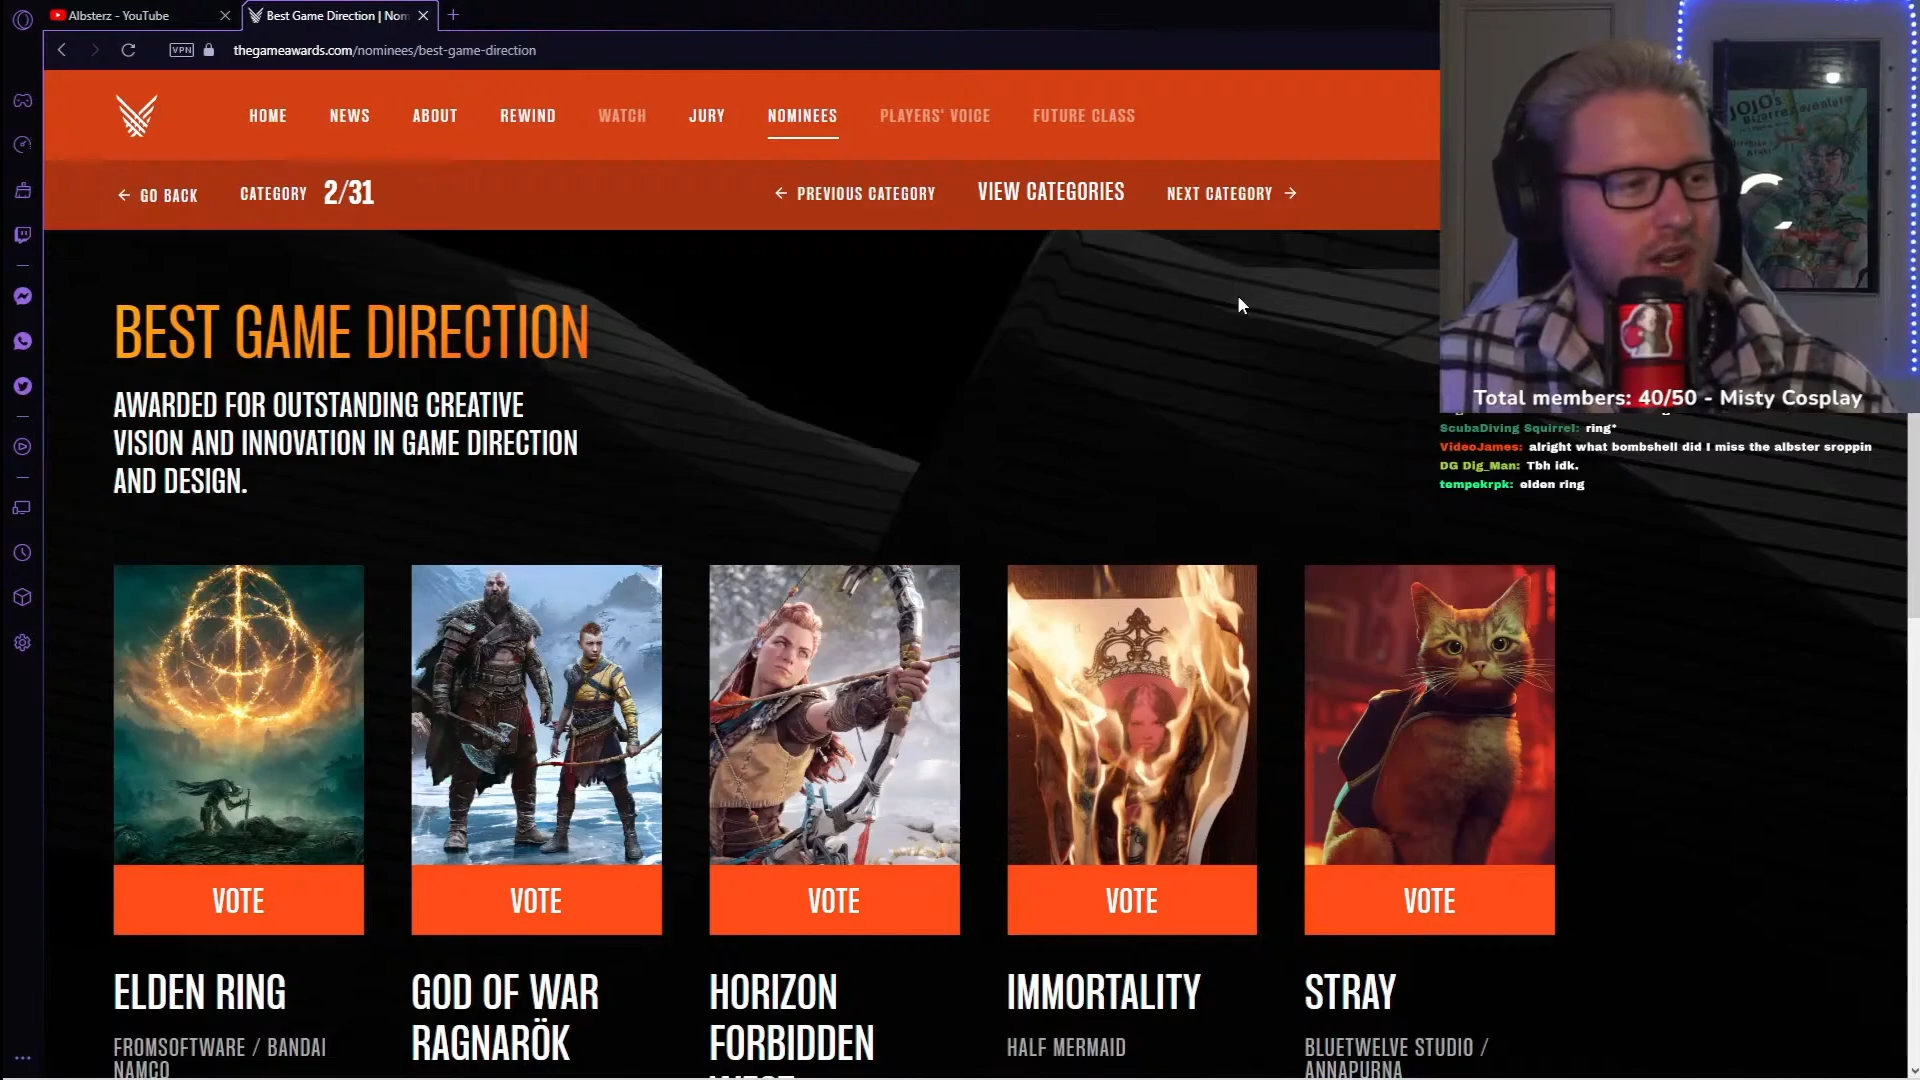 Albsterz - YouTube
Best Game Direction | Nom
VPN
thegameawards.com/nominees/best-game-direction
HOME
NEWS
ABOUT
REWIND
WATCH
JURY
NOMINEES
PLAYERS' VOICE
FUTURE CLASS
GO BACK
CATEGORY 2/31
PREVIOUS CATEGORY
VIEW CATEGORIES
NEXT CATEGORY
JOJO's
Bizarre Adventure
Total members: 40/50 - Misty Cosplay
ScubaDiving Squirrel: ring*
VideoJames: alright what bombshell did I miss the albster sroppin
DG Dig_Man: Tbh idk.
tempokrpk: elden ring
BEST GAME DIRECTION
AWARDED FOR OUTSTANDING CREATIVE
VISION AND INNOVATION IN GAME DIRECTION
AND DESIGN.
VOTE
VOTE
VOTE
VOTE
VOTE
ELDEN RING
FROMSOFTWARE / BANDAI
NAMCO
GOD OF WAR
RAGNARÖK
HORIZON
FORBIDDEN
WEST
IMMORTALITY
HALF MERMAID
STRAY
BLUETWELVE STUDIO /
ANNAPURNA